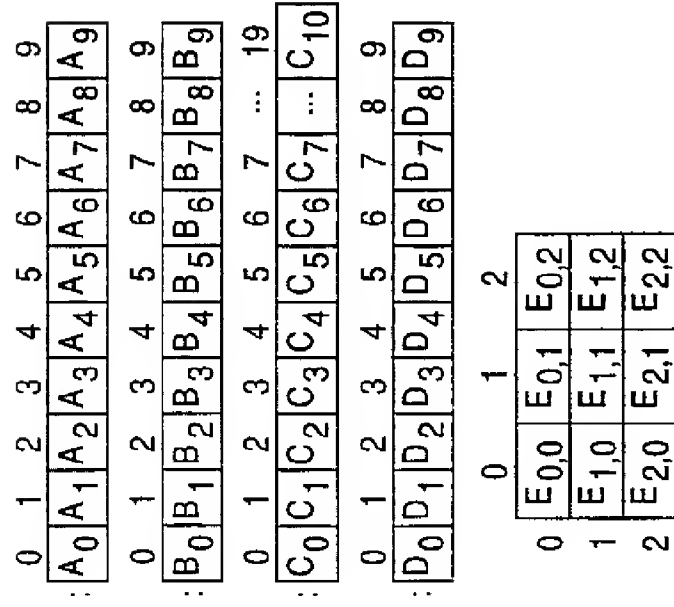 0 1 2 3 4 5 6 7 8 9
: A0 A1 A2 A3 A4 A5 A6 A7 A8 A9
0 1 2 3 4 5 6 7 8 9
: B0 B1 B2 B3 B4 B5 B6 B7 B8 B9
0 1 2 3 4 5 6 7 ... 19
: C0 C1 C2 C3 C4 C5 C6 C7 ... C10
0 1 2 3 4 5 6 7 8 9
: D0 D1 D2 D3 D4 D5 D6 D7 D8 D9
0 1 2
0 E0,0 E0,1 E0,2
1 E1,0 E1,1 E1,2
2 E2,0 E2,1 E2,2